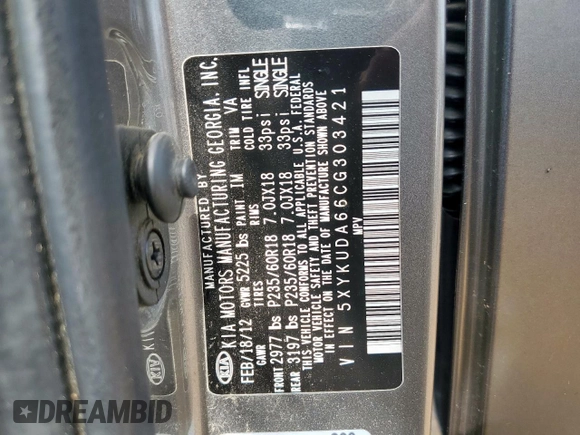 MANUFACTURED BY
KIA KIA MOTORS MANUFACTURING GEORGIA. INC.
FEB/18/12 GVWR 5225 lbs PAINT IM TRIM VA
GAWR TIRES RIMS COLD TIRE INFL
FRONT 2977 lbs P235/60R18 7.0JX18 33psi SINGLE
REAR 3197 lbs P235/60R18 7.0JX18 33psi SINGLE
THIS VEHICLE CONFORMS TO ALL APPLICABLE U.S.A. FEDERAL
MOTOR VEHICLE SAFETY AND THEFT PREVENTION STANDARDS
IN EFFECT ON THE DATE OF MANUFACTURE SHOWN ABOVE
VIN 5XYKUDA66CG303421
MPV
KIA
DREAMBID